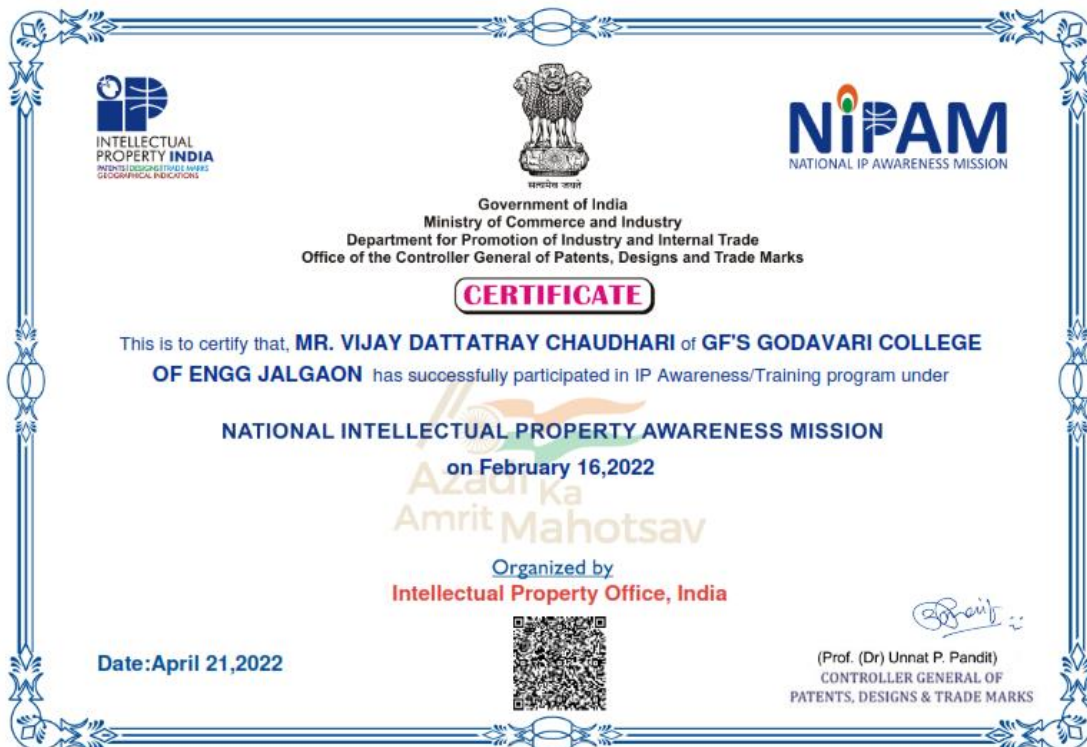 INTELLECTUAL
PROPERTY INDIA
PATENTS | DESIGNS | TRADE MARKS
GEOGRAPHICAL INDICATIONS
सत्यमेव जयते
NiPAM
NATIONAL IP AWARENESS MISSION
Government of India
Ministry of Commerce and Industry
Department for Promotion of Industry and Internal Trade
Office of the Controller General of Patents, Designs and Trade Marks
CERTIFICATE
This is to certify that, MR. VIJAY DATTATRAY CHAUDHARI of GF'S GODAVARI COLLEGE
OF ENGG JALGAON has successfully participated in IP Awareness/Training program under
NATIONAL INTELLECTUAL PROPERTY AWARENESS MISSION
on February 16,2022
Azadi Ka
Amrit Mahotsav
Organized by
Intellectual Property Office, India
Date:April 21,2022
(Prof. (Dr) Unnat P. Pandit)
CONTROLLER GENERAL OF
PATENTS, DESIGNS & TRADE MARKS